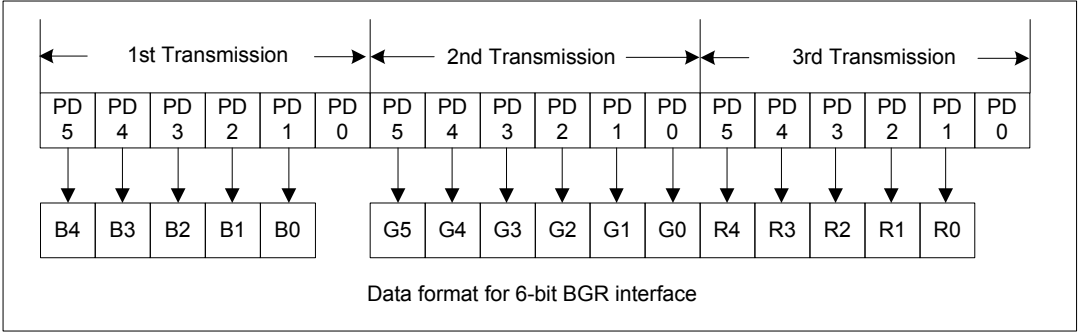 1st Transmission 2nd Transmission 3rd Transmission
PD 5 PD 4 PD 3 PD 2 PD 1 PD 0 PD 5 PD 4 PD 3 PD 2 PD 1 PD 0 PD 5 PD 4 PD 3 PD 2 PD 1 PD 0
B4 B3 B2 B1 B0 G5 G4 G3 G2 G1 G0 R4 R3 R2 R1 R0
Data format for 6-bit BGR interface